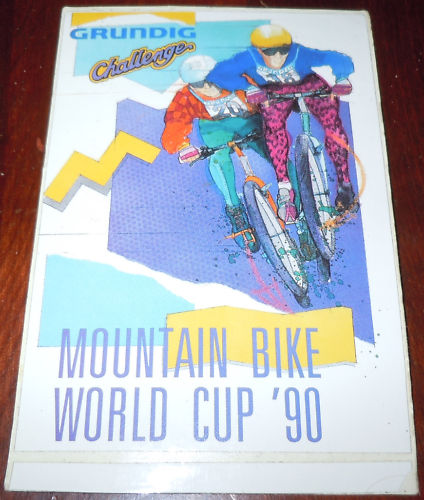 GRUNDIG
Challenge
MOUNTAIN BIKE
WORLD CUP '90